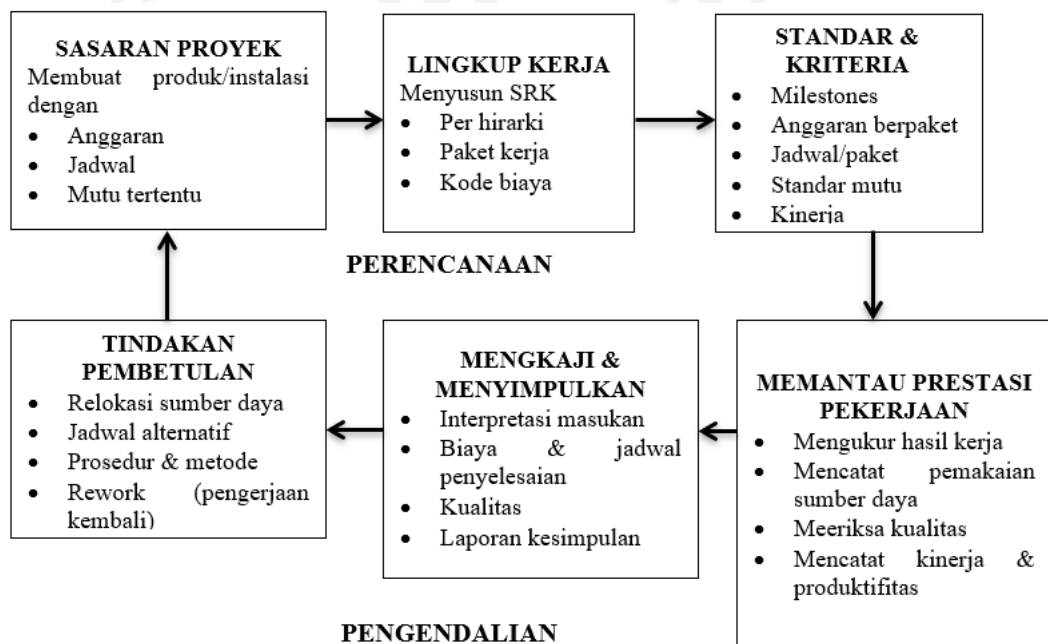 SASARAN PROYEK
Membuat produk/instalasi
dengan
• Anggaran
• Jadwal
• Mutu tertentu
LINGKUP KERJA
Menyusun SRK
• Per hirarki
• Paket kerja
• Kode biaya
STANDAR &
KRITERIA
• Milestones
• Anggaran berpaket
• Jadwal/paket
• Standar mutu
• Kinerja
PERENCANAAN
TINDAKAN
PEMBETULAN
• Relokasi sumber daya
• Jadwal alternatif
• Prosedur & metode
• Rework (pengerjaan
kembali)
MENGKAJI &
MENYIMPULKAN
• Interpretasi masukan
• Biaya & jadwal
penyelesaian
• Kualitas
• Laporan kesimpulan
MEMANTAU PRESTASI
PEKERJAAN
• Mengukur hasil kerja
• Mencatat pemakaian
sumber daya
• Meeriksa kualitas
• Mencatat kinerja &
produktifitas
PENGENDALIAN